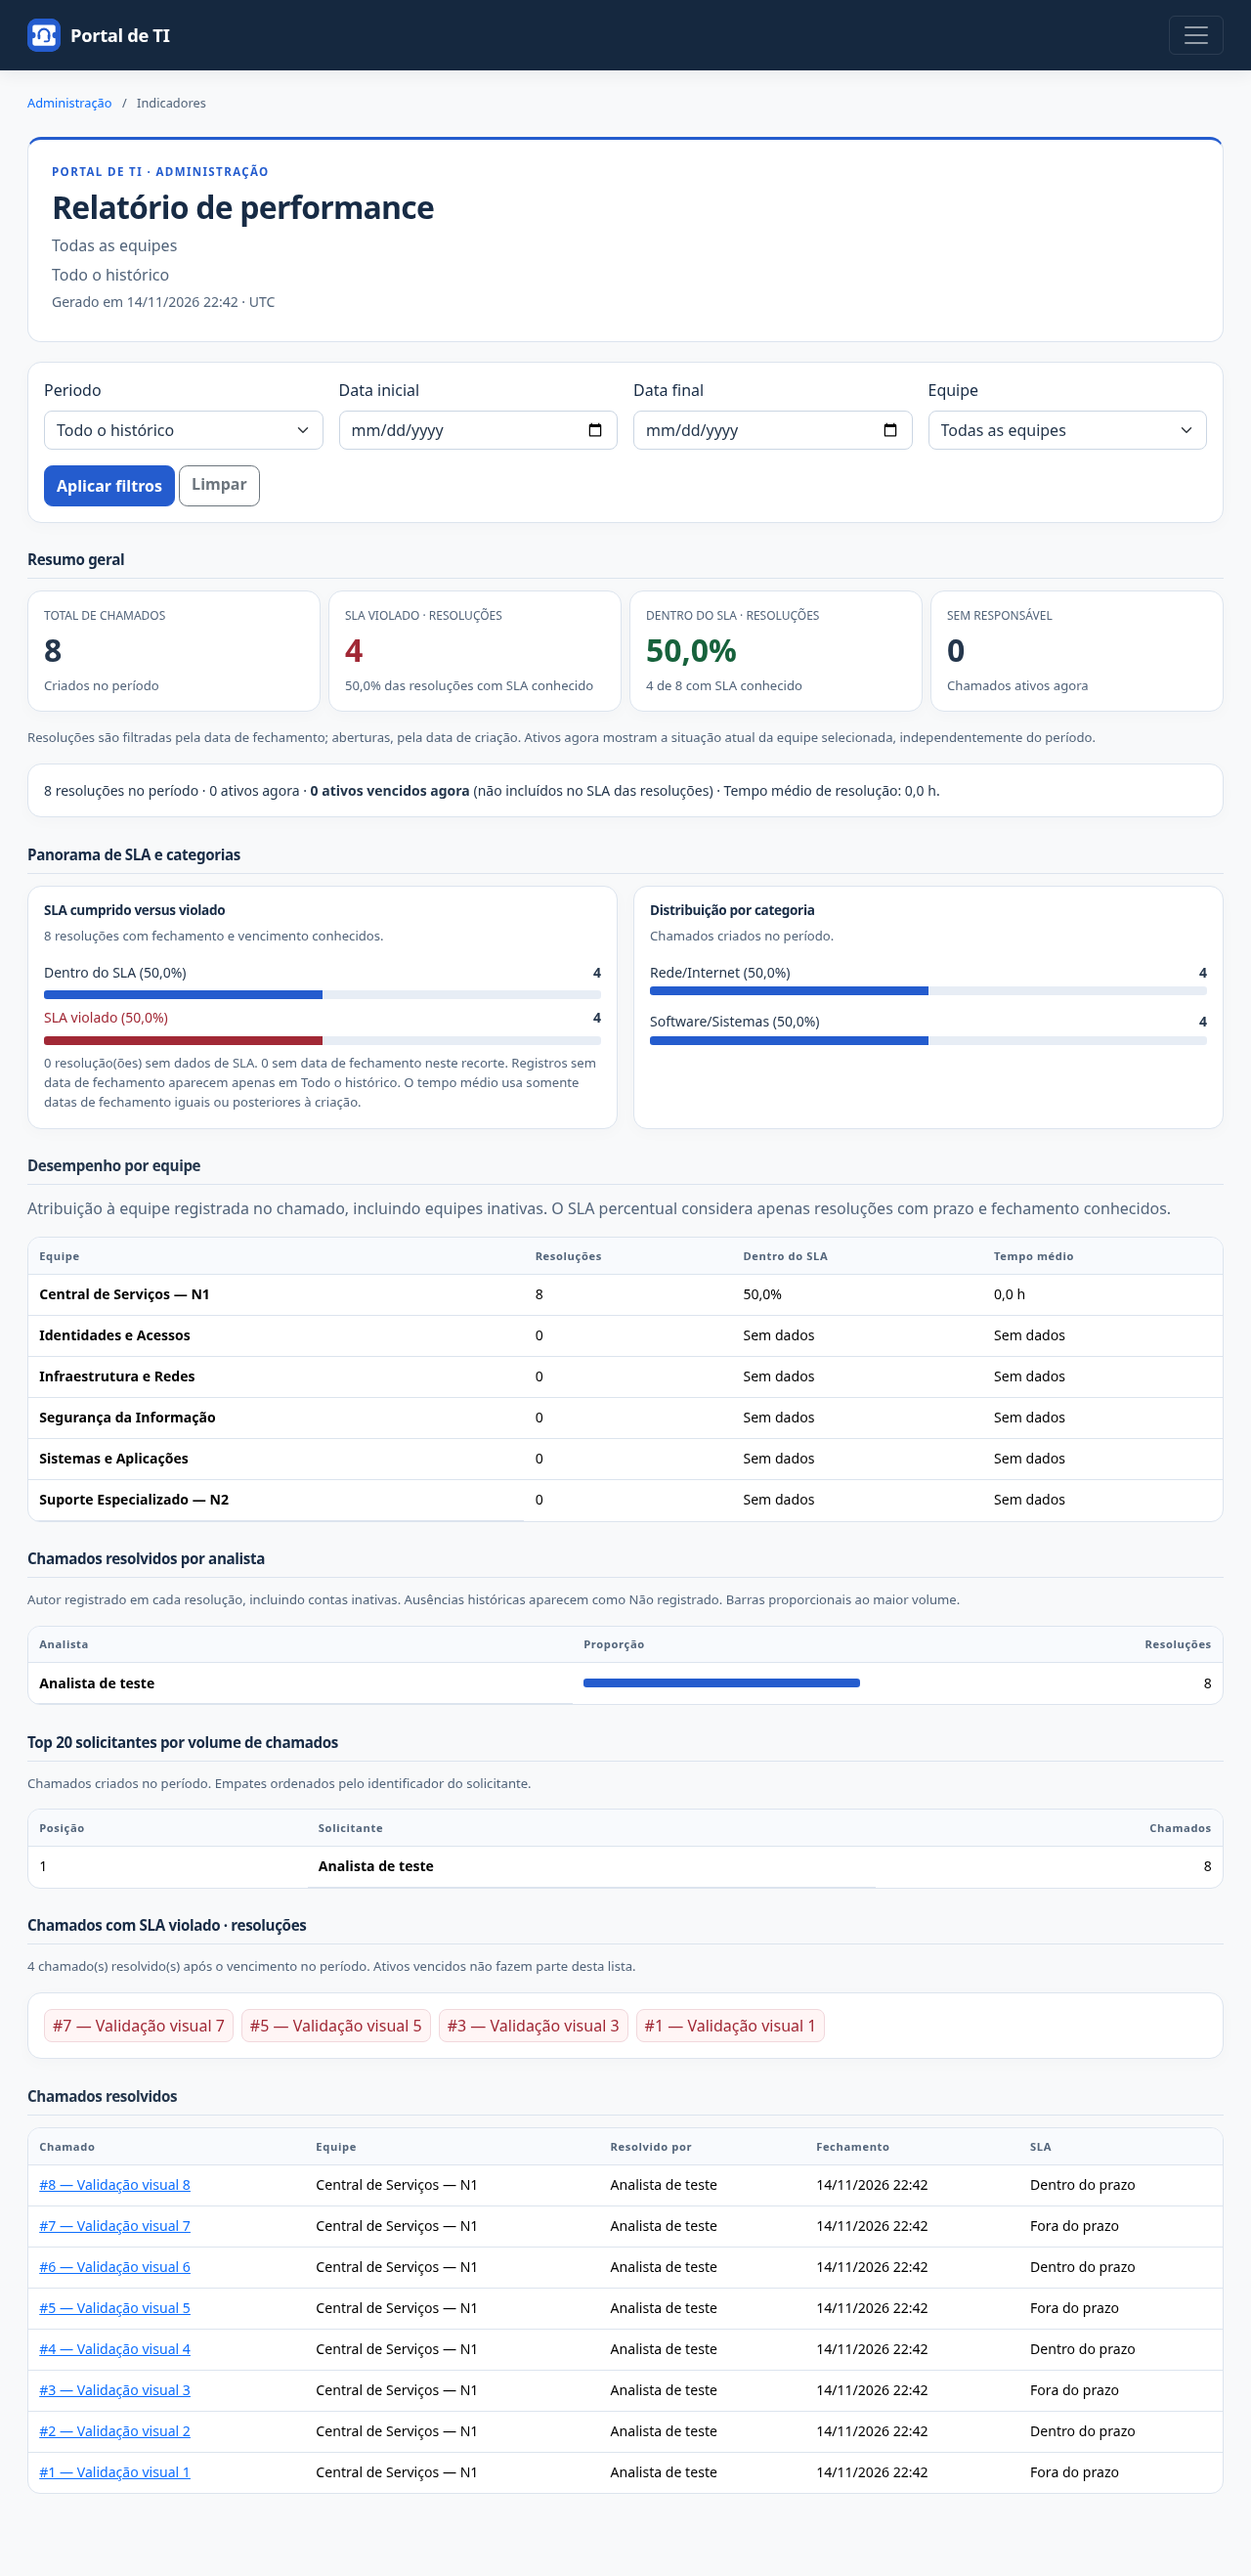 Portal de TI
Administração / Indicadores
PORTAL DE TI · ADMINISTRAÇÃO
Relatório de performance
Todas as equipes
Todo o histórico
Gerado em 14/11/2026 22:42 · UTC
Periodo Data inicial Data final Equipe
Todo o histórico mm/dd/yyyy mm/dd/yyyy Todas as equipes
Aplicar filtros Limpar
Resumo geral
TOTAL DE CHAMADOS SLA VIOLADO · RESOLUÇÕES DENTRO DO SLA · RESOLUÇÕES SEM RESPONSÁVEL
8 4 50,0% 0
Criados no período 50,0% das resoluções com SLA conhecido 4 de 8 com SLA conhecido Chamados ativos agora
Resoluções são filtradas pela data de fechamento; aberturas, pela data de criação. Ativos agora mostram a situação atual da equipe selecionada, independentemente do período.
8 resoluções no período · 0 ativos agora · 0 ativos vencidos agora (não incluídos no SLA das resoluções) · Tempo médio de resolução: 0,0 h.
Panorama de SLA e categorias
SLA cumprido versus violado
8 resoluções com fechamento e vencimento conhecidos.
Dentro do SLA (50,0%) 4
SLA violado (50,0%) 4
0 resolução(ões) sem dados de SLA. 0 sem data de fechamento neste recorte. Registros sem
data de fechamento aparecem apenas em Todo o histórico. O tempo médio usa somente
datas de fechamento iguais ou posteriores à criação.
Distribuição por categoria
Chamados criados no período.
Rede/Internet (50,0%) 4
Software/Sistemas (50,0%) 4
Desempenho por equipe
Atribuição à equipe registrada no chamado, incluindo equipes inativas. O SLA percentual considera apenas resoluções com prazo e fechamento conhecidos.
Equipe Resoluções Dentro do SLA Tempo médio
Central de Serviços — N1 8 50,0% 0,0 h
Identidades e Acessos 0 Sem dados Sem dados
Infraestrutura e Redes 0 Sem dados Sem dados
Segurança da Informação 0 Sem dados Sem dados
Sistemas e Aplicações 0 Sem dados Sem dados
Suporte Especializado — N2 0 Sem dados Sem dados
Chamados resolvidos por analista
Autor registrado em cada resolução, incluindo contas inativas. Ausências históricas aparecem como Não registrado. Barras proporcionais ao maior volume.
Analista Proporção Resoluções
Analista de teste 8
Top 20 solicitantes por volume de chamados
Chamados criados no período. Empates ordenados pelo identificador do solicitante.
Posição Solicitante Chamados
1 Analista de teste 8
Chamados com SLA violado · resoluções
4 chamado(s) resolvido(s) após o vencimento no período. Ativos vencidos não fazem parte desta lista.
#7 — Validação visual 7 #5 — Validação visual 5 #3 — Validação visual 3 #1 — Validação visual 1
Chamados resolvidos
Chamado Equipe Resolvido por Fechamento SLA
#8 — Validação visual 8 Central de Serviços — N1 Analista de teste 14/11/2026 22:42 Dentro do prazo
#7 — Validação visual 7 Central de Serviços — N1 Analista de teste 14/11/2026 22:42 Fora do prazo
#6 — Validação visual 6 Central de Serviços — N1 Analista de teste 14/11/2026 22:42 Dentro do prazo
#5 — Validação visual 5 Central de Serviços — N1 Analista de teste 14/11/2026 22:42 Fora do prazo
#4 — Validação visual 4 Central de Serviços — N1 Analista de teste 14/11/2026 22:42 Dentro do prazo
#3 — Validação visual 3 Central de Serviços — N1 Analista de teste 14/11/2026 22:42 Fora do prazo
#2 — Validação visual 2 Central de Serviços — N1 Analista de teste 14/11/2026 22:42 Dentro do prazo
#1 — Validação visual 1 Central de Serviços — N1 Analista de teste 14/11/2026 22:42 Fora do prazo